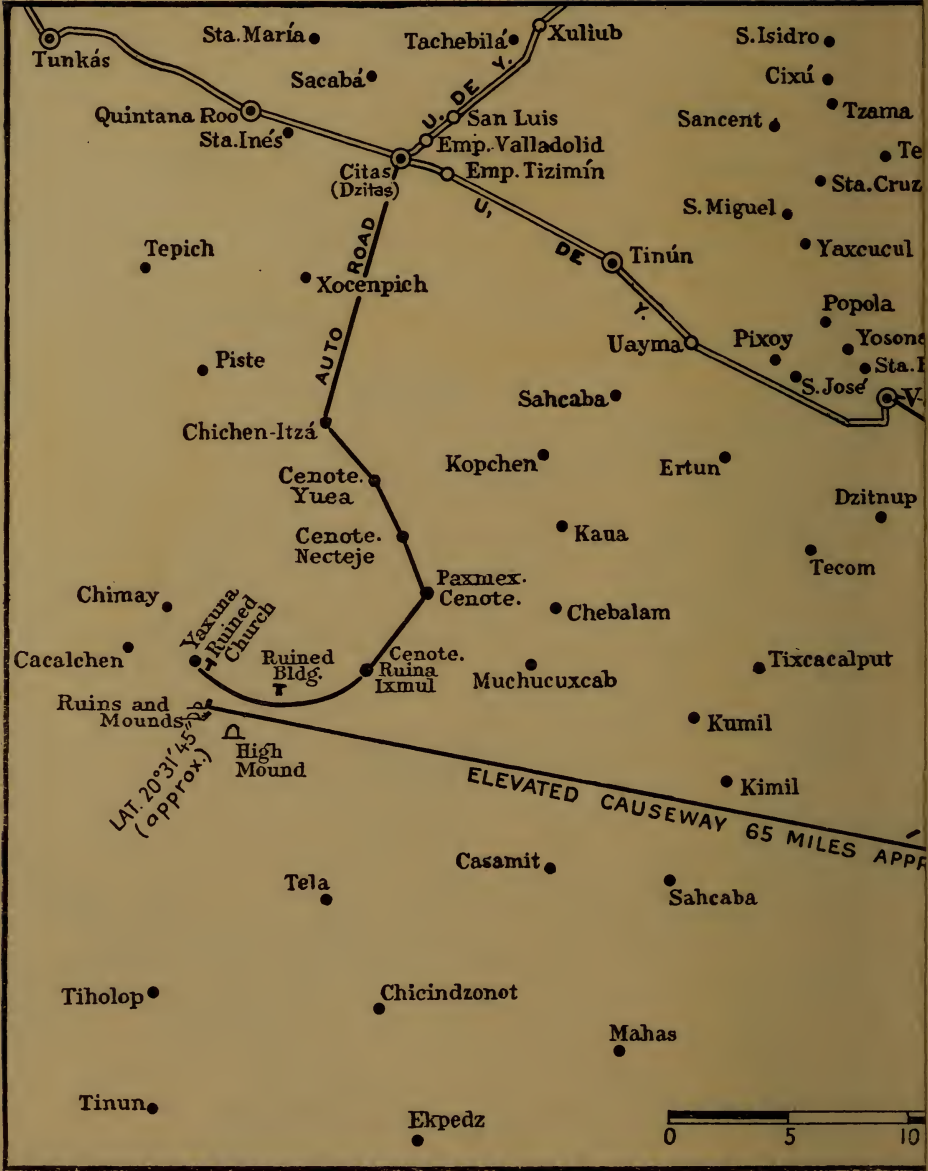 Sta. María
Tachebilá
Xuliub
S. Isidro
Tunkás
Sacabá
Cixú
Quintana Roo
U. DE Y.
San Luis
Tzama
Sta. Inés
Sancent
Emp. Valladolid
Te
Citas
(Dzitas)
Emp. Tizimín
Sta. Cruz
U. DE Y.
S. Miguel
Tepich
Tinún
Yaxcucul
AUTO ROAD
Xocenpich
Popola
Piste
Uayma
Pixoy
Yosone
Sta.
S. José
V
Sahcaba
Chichen-Itzá
Kopchen
Ertun
Cenote.
Yuea
Dzitnup
Cenote.
Necteje
Kaua
Tecom
Paxmex.
Cenote.
Chimay
Chebalam
Yaxuna
Ruined
Church
Cacalchen
Ruined
Bldg.
Cenote.
Ruina
Ixmul
Muchucuxcab
Tixcacalput
Ruins and
Mounds
High
Mound
Kumil
LAT. 20°31'45"
(approx.)
Kimil
ELEVATED CAUSEWAY 65 MILES APPR
Casamit
Tela
Sahcaba
Tiholop
Chicindzonot
Mahas
Tinun
Ekpedz
0 5 10